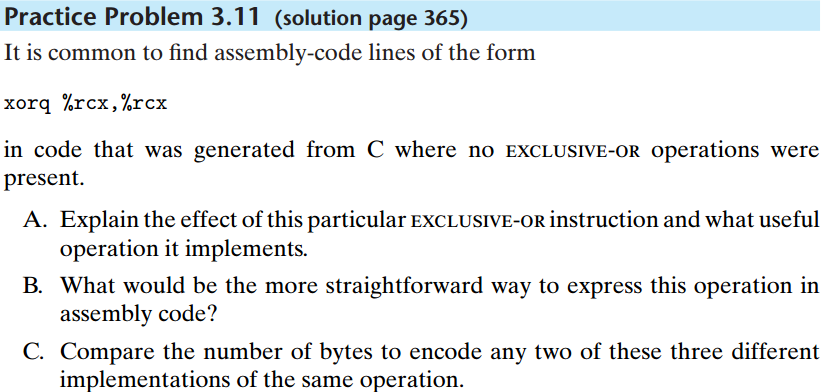 Practice Problem 3.11 (solution page 365)
It is common to find assembly-code lines of the form
xorq %rcx,%rcx
in code that was generated from C where no EXCLUSIVE-OR operations were
present.
A. Explain the effect of this particular EXCLUSIVE-OR instruction and what useful
operation it implements.
B. What would be the more straightforward way to express this operation in
assembly code?
C. Compare the number of bytes to encode any two of these three different
implementations of the same operation.